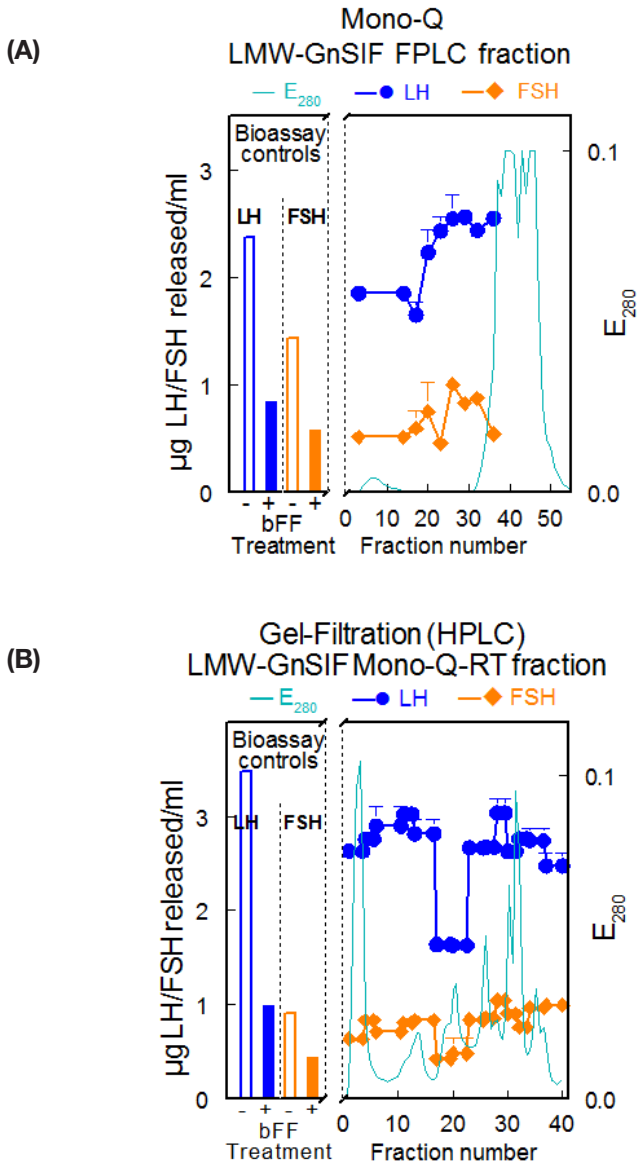 (A)
Mono-Q
LMW-GnSIF FPLC fraction
E280 LH FSH
Bioassay
controls
LH FSH
µg LH/FSH released/ml
3
2
1
0
- + - +
bFF
Treatment
0 10 20 30 40 50
Fraction number
0.1
0.0
E280
(B)
Gel-Filtration (HPLC)
LMW-GnSIF Mono-Q-RT fraction
E280 LH FSH
Bioassay
controls
LH FSH
µg LH/FSH released/ml
3
2
1
0
- + - +
bFF
Treatment
0 10 20 30 40
Fraction number
0.1
0.0
E280